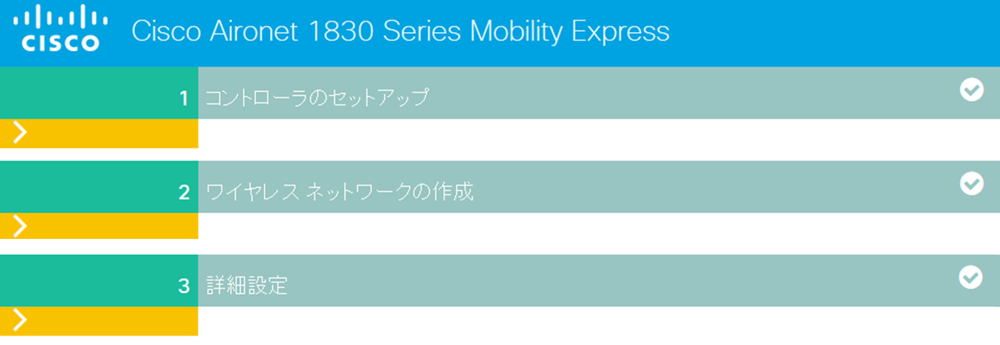 CISCO
Cisco Aironet 1830 Series Mobility Express
1 コントローラのセットアップ
2 ワイヤレス ネットワークの作成
3 詳細設定